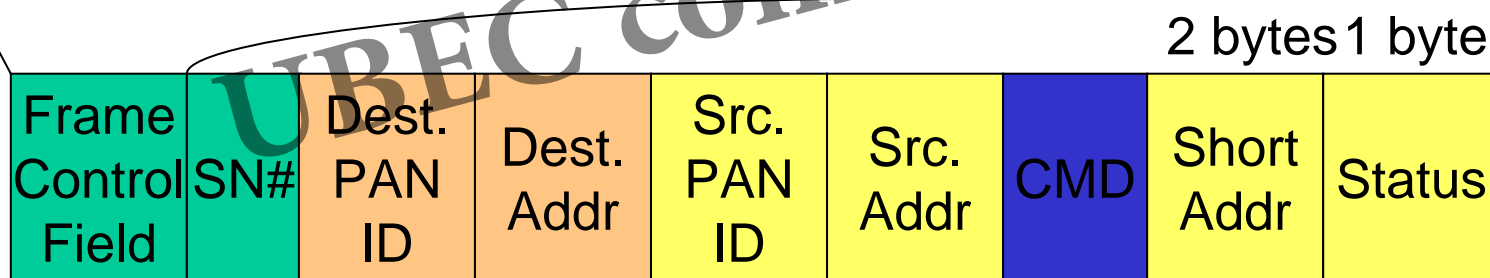 2 bytes 1 byte
Frame Control Field
SN#
Dest. PAN ID
Dest. Addr
Src. PAN ID
Src. Addr
CMD
Short Addr
Status
UBEC